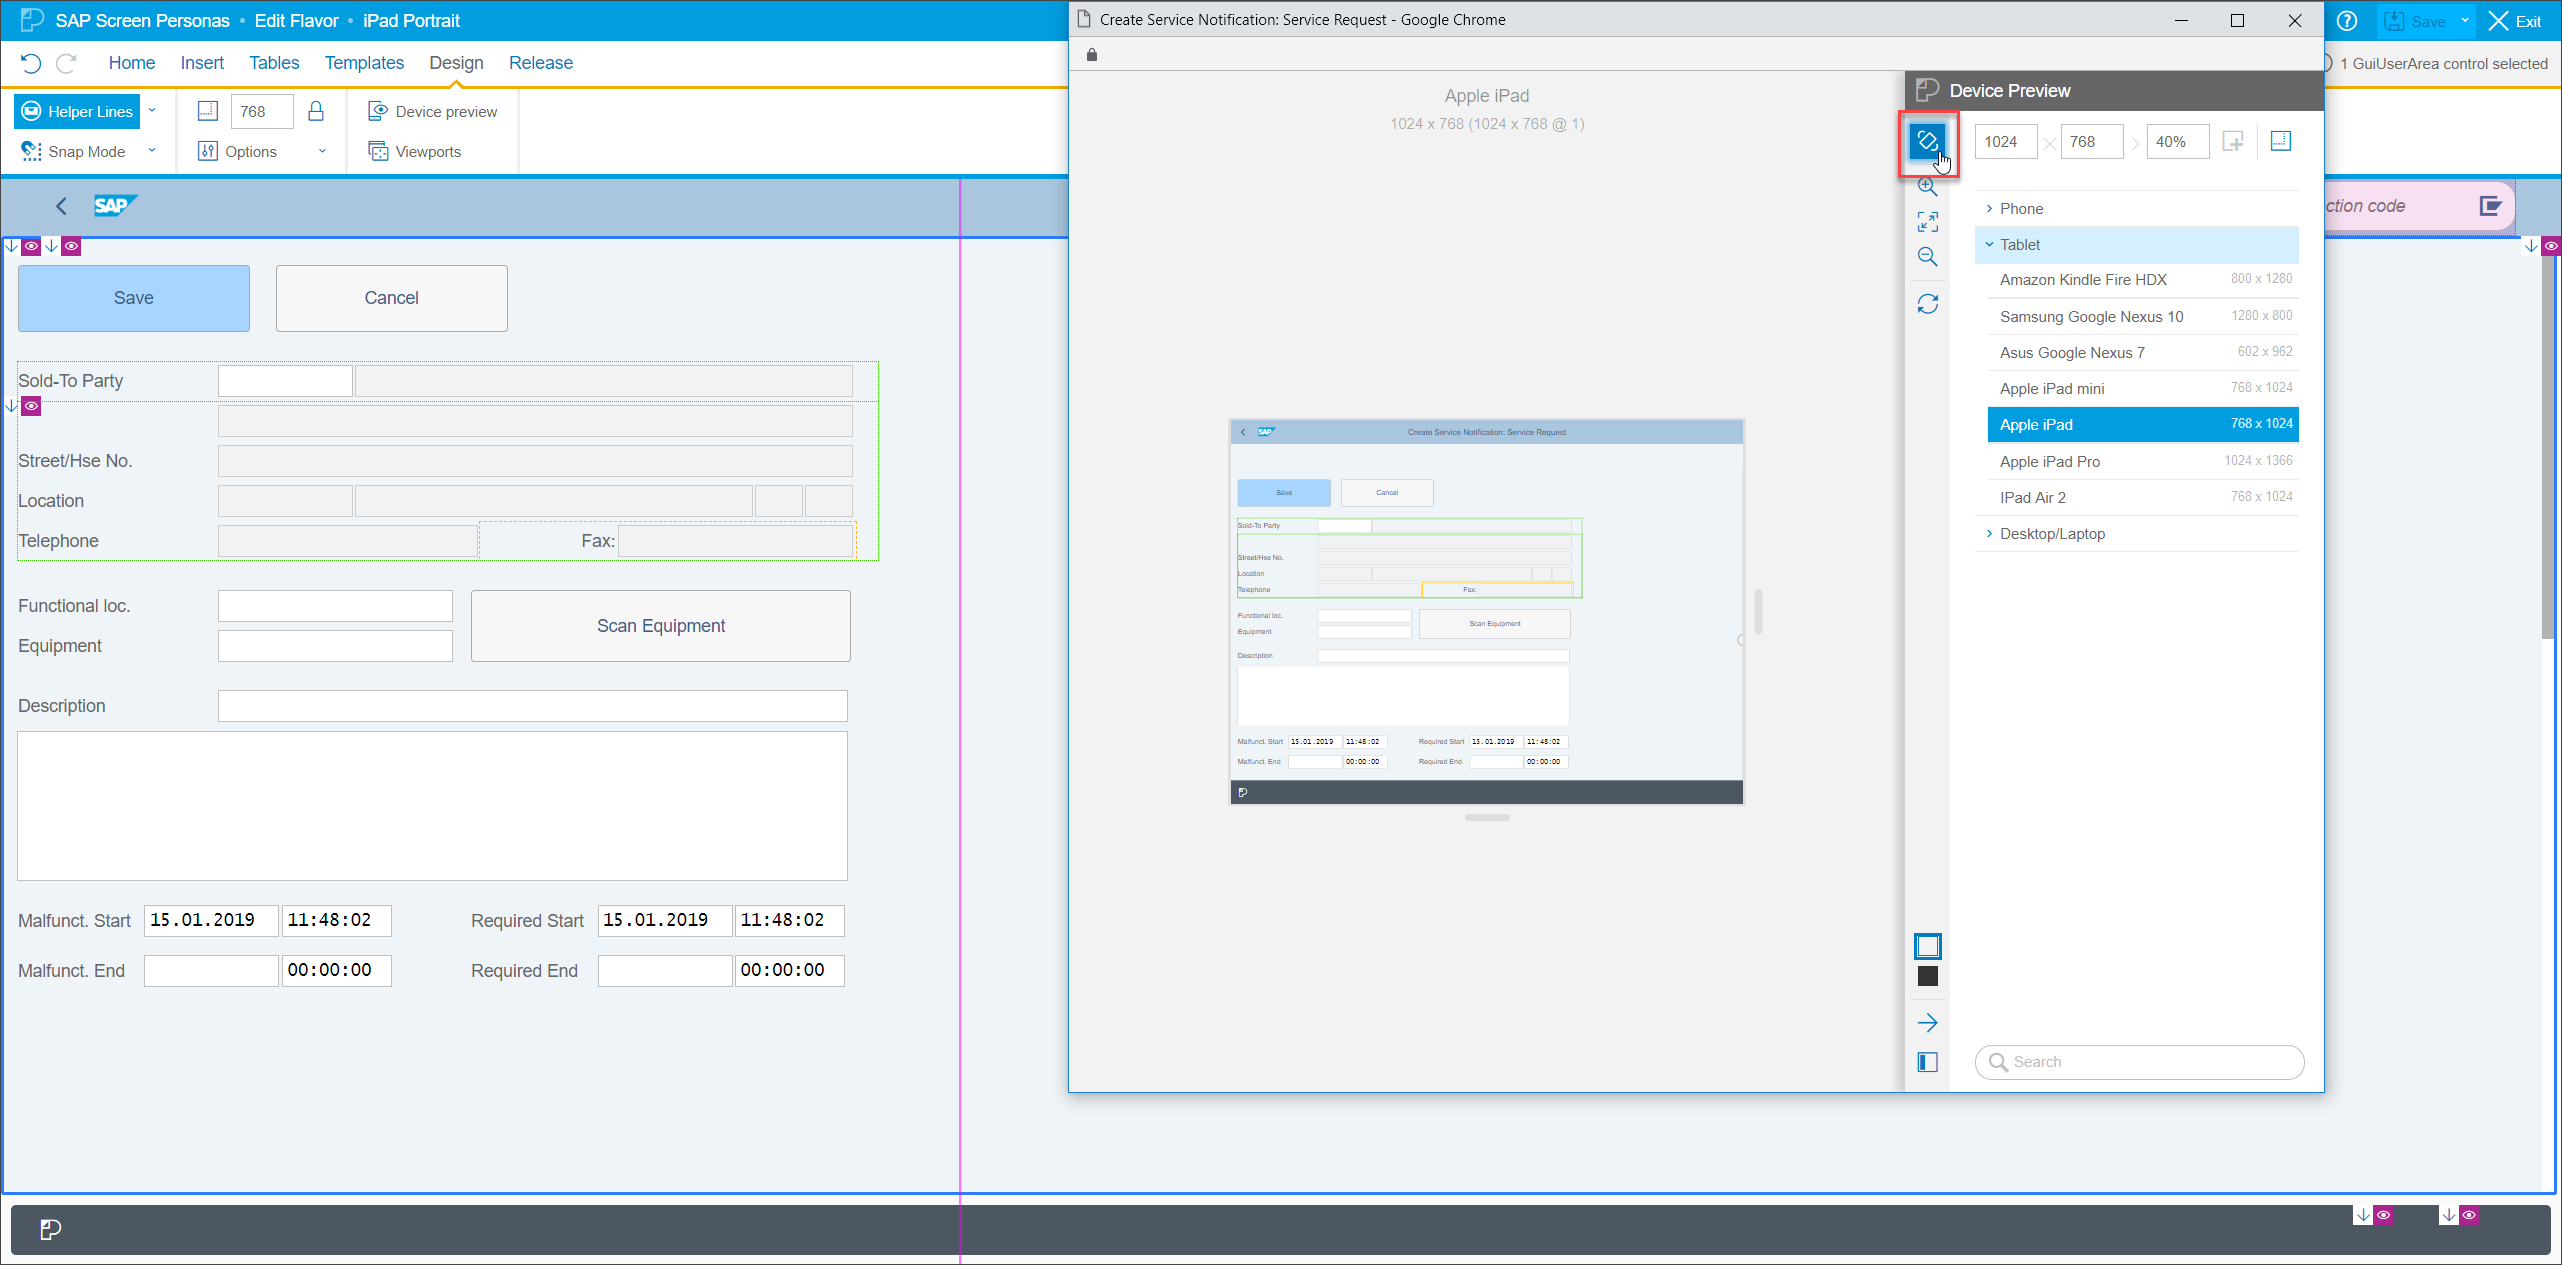 SAP Screen Personas • Edit Flavor • iPad Portrait
Create Service Notification: Service Request - Google Chrome
Save
Exit
Home Insert Tables Templates Design Release
1 GuiUserArea control selected
Helper Lines
768
Device preview
Snap Mode
Options
Viewports
SAP
ction code
Save
Cancel
Sold-To Party
Street/Hse No.
Location
Telephone
Fax:
Functional loc.
Equipment
Scan Equipment
Description
Malfunct. Start 15.01.2019 11:48:02 Required Start 15.01.2019 11:48:02
Malfunct. End 00:00:00 Required End 00:00:00
Apple iPad
1024 x 768 (1024 x 768 @ 1)
SAP Create Service Notification: Service Request
Save Cancel
Sold-To Party
Street/Hse No.
Location
Telephone Fax:
Functional loc.
Equipment
Scan Equipment
Description
Malfunct. Start 15.01.2019 11:48:02 Required Start 15.01.2019 11:48:02
Malfunct. End 00:00:00 Required End 00:00:00
Device Preview
1024 768 40%
Phone
Tablet
Amazon Kindle Fire HDX 800 x 1280
Samsung Google Nexus 10 1280 x 800
Asus Google Nexus 7 602 x 962
Apple iPad mini 768 x 1024
Apple iPad 768 x 1024
Apple iPad Pro 1024 x 1366
IPad Air 2 768 x 1024
Desktop/Laptop
Search